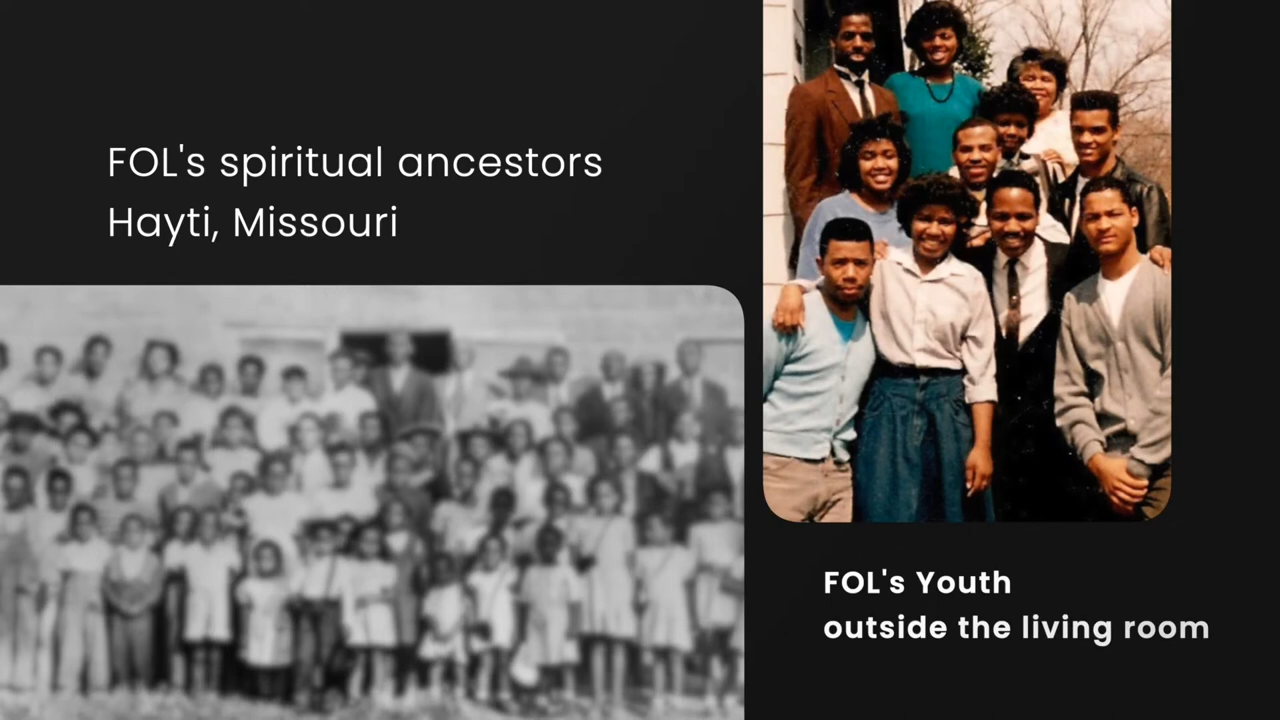 FOL's spiritual ancestors
Hayti, Missouri
FOL's Youth
outside the living room